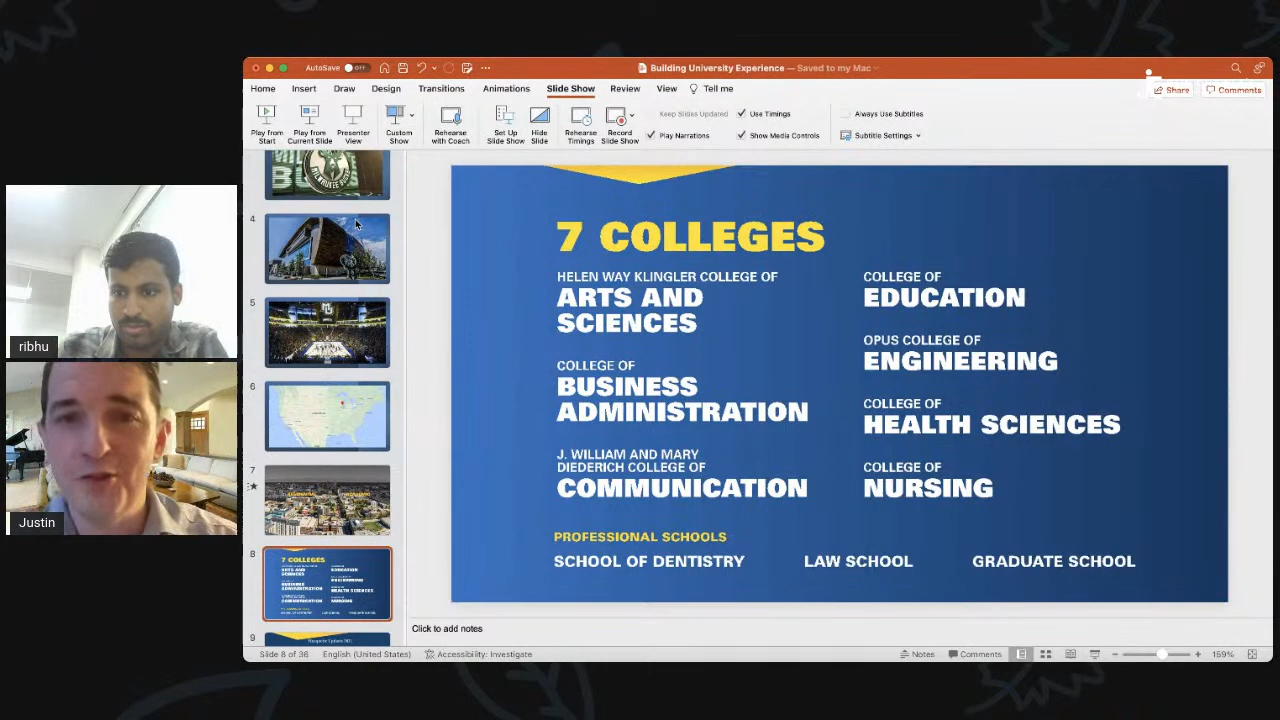 AutoSave OFF
Building University Experience — Saved to my Mac
Home Insert Draw Design Transitions Animations Slide Show Review View Tell me
Share Comments
Play from Start
Play from Current Slide
Presenter View
Custom Show
Rehearse with Coach
Set Up Slide Show
Hide Slide
Rehearse Timings
Record Slide Show
Keep Slides Updated
Use Timings
Play Narrations
Show Media Controls
Always Use Subtitles
Subtitle Settings
4
5
6
7
8
9
7 COLLEGES
HELEN WAY KLINGLER COLLEGE OF
ARTS AND
SCIENCES
COLLEGE OF
BUSINESS
ADMINISTRATION
J. WILLIAM AND MARY
DIEDERICH COLLEGE OF
COMMUNICATION
COLLEGE OF
EDUCATION
OPUS COLLEGE OF
ENGINEERING
COLLEGE OF
HEALTH SCIENCES
COLLEGE OF
NURSING
PROFESSIONAL SCHOOLS
SCHOOL OF DENTISTRY LAW SCHOOL GRADUATE SCHOOL
Click to add notes
Slide 8 of 36 English (United States) Accessibility: Investigate
Notes Comments 159%
ribhu
Justin